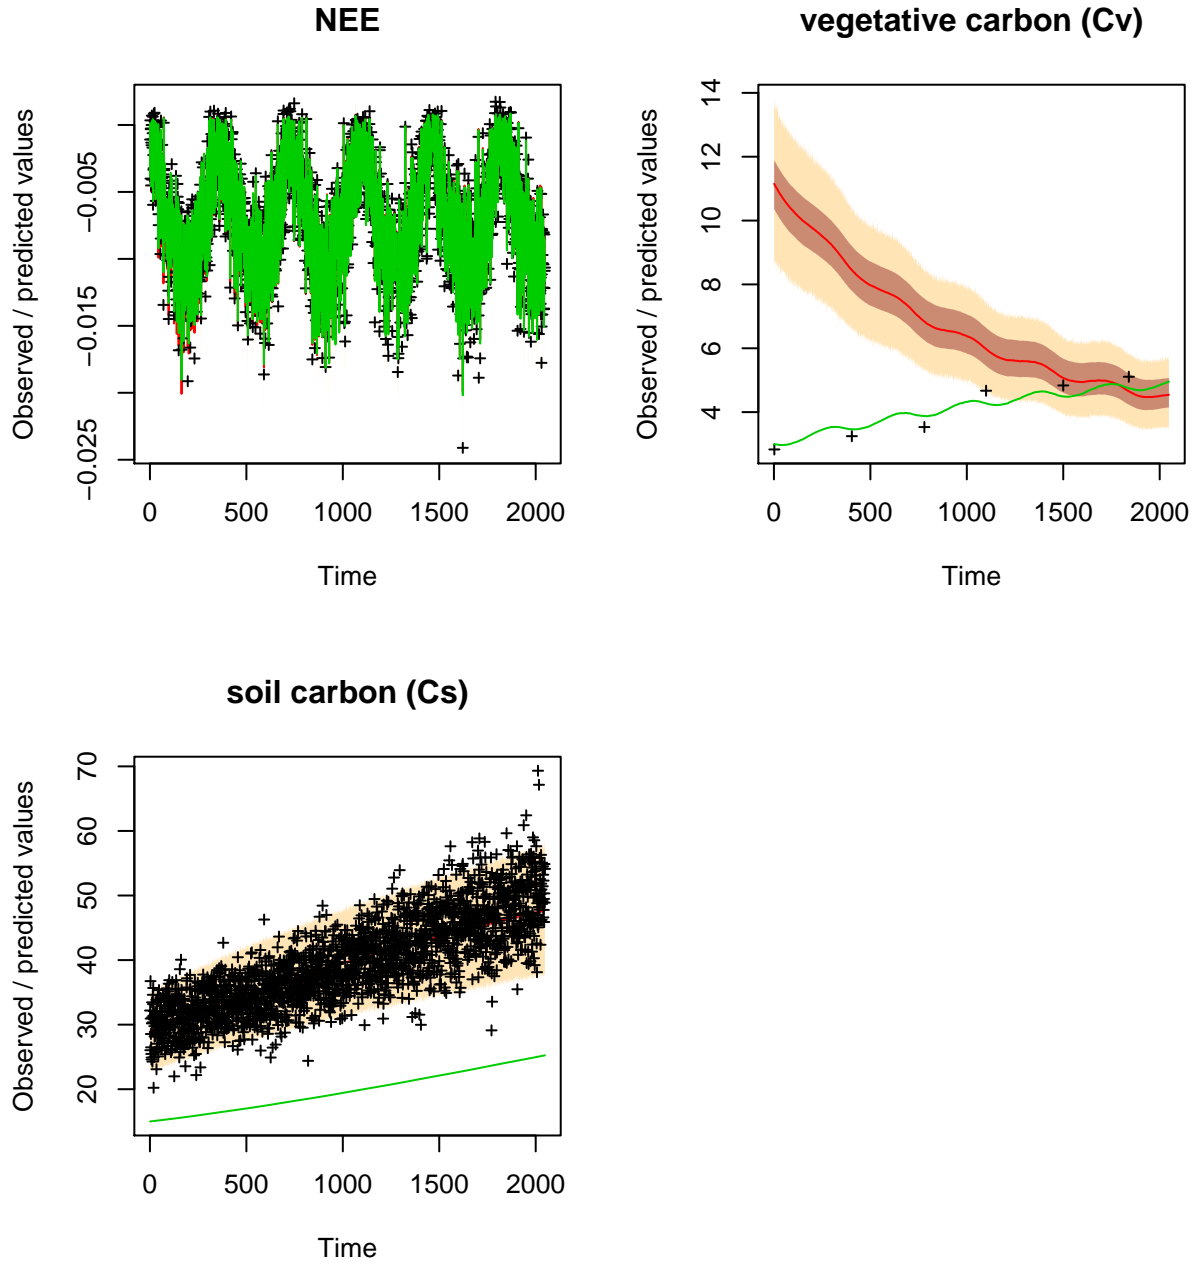 NEE
Observed / predicted values
−0.005
−0.015
−0.025
0 500 1000 1500 2000
Time
vegetative carbon (Cv)
Observed / predicted values
14
12
10
8
6
4
0 500 1000 1500 2000
Time
soil carbon (Cs)
Observed / predicted values
70
60
50
40
30
20
0 500 1000 1500 2000
Time